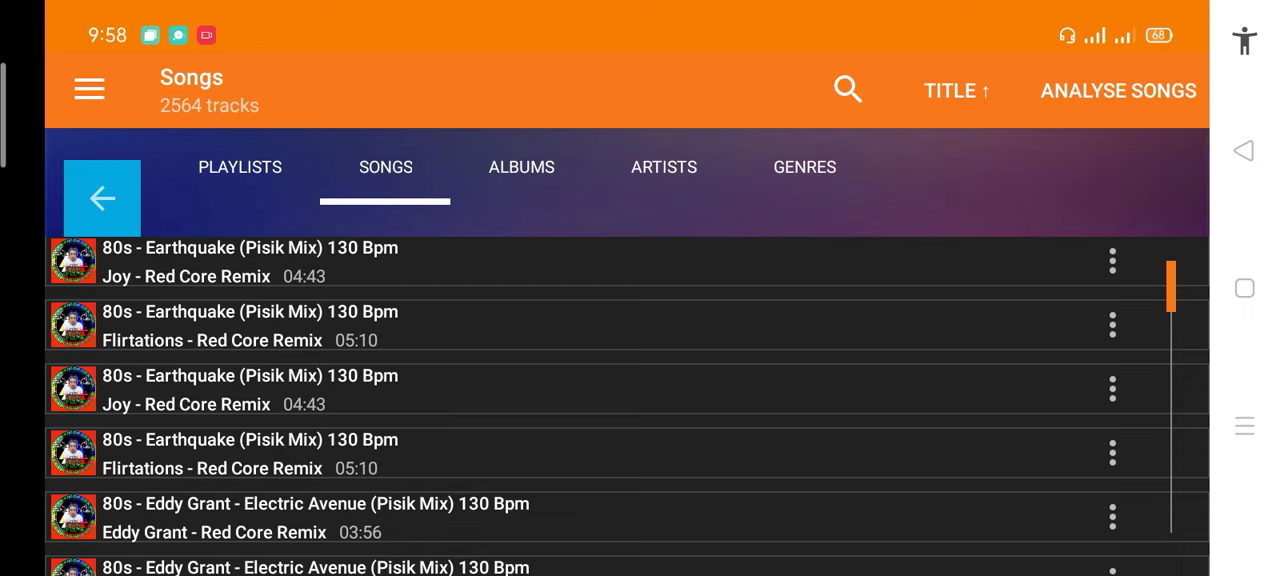 9:58
68
Songs
2564 tracks
TITLE ↑
ANALYSE SONGS
PLAYLISTS
SONGS
ALBUMS
ARTISTS
GENRES
80s - Earthquake (Pisik Mix) 130 Bpm
Joy - Red Core Remix 04:43
80s - Earthquake (Pisik Mix) 130 Bpm
Flirtations - Red Core Remix 05:10
80s - Earthquake (Pisik Mix) 130 Bpm
Joy - Red Core Remix 04:43
80s - Earthquake (Pisik Mix) 130 Bpm
Flirtations - Red Core Remix 05:10
80s - Eddy Grant - Electric Avenue (Pisik Mix) 130 Bpm
Eddy Grant - Red Core Remix 03:56
80s - Eddy Grant - Electric Avenue (Pisik Mix) 130 Bpm